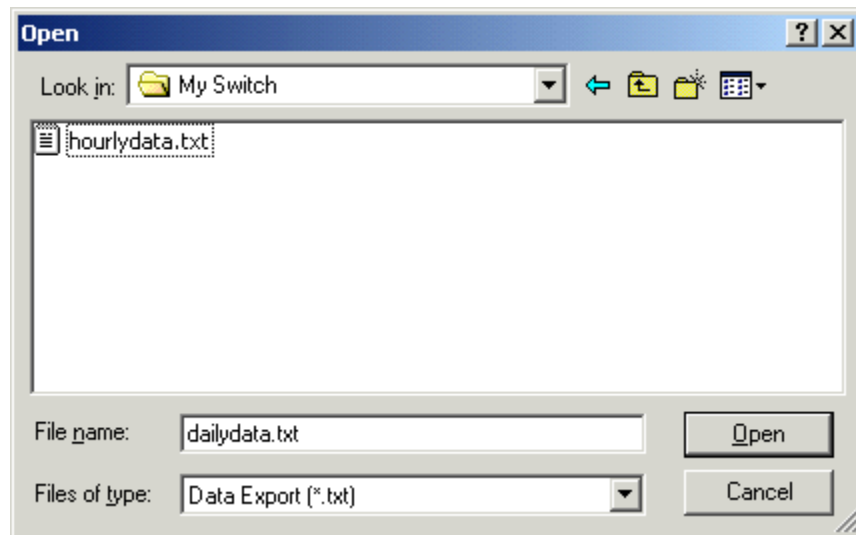 Open
Look in: My Switch
hourlydata.txt
File name: dailydata.txt Open
Files of type: Data Export (*.txt) Cancel